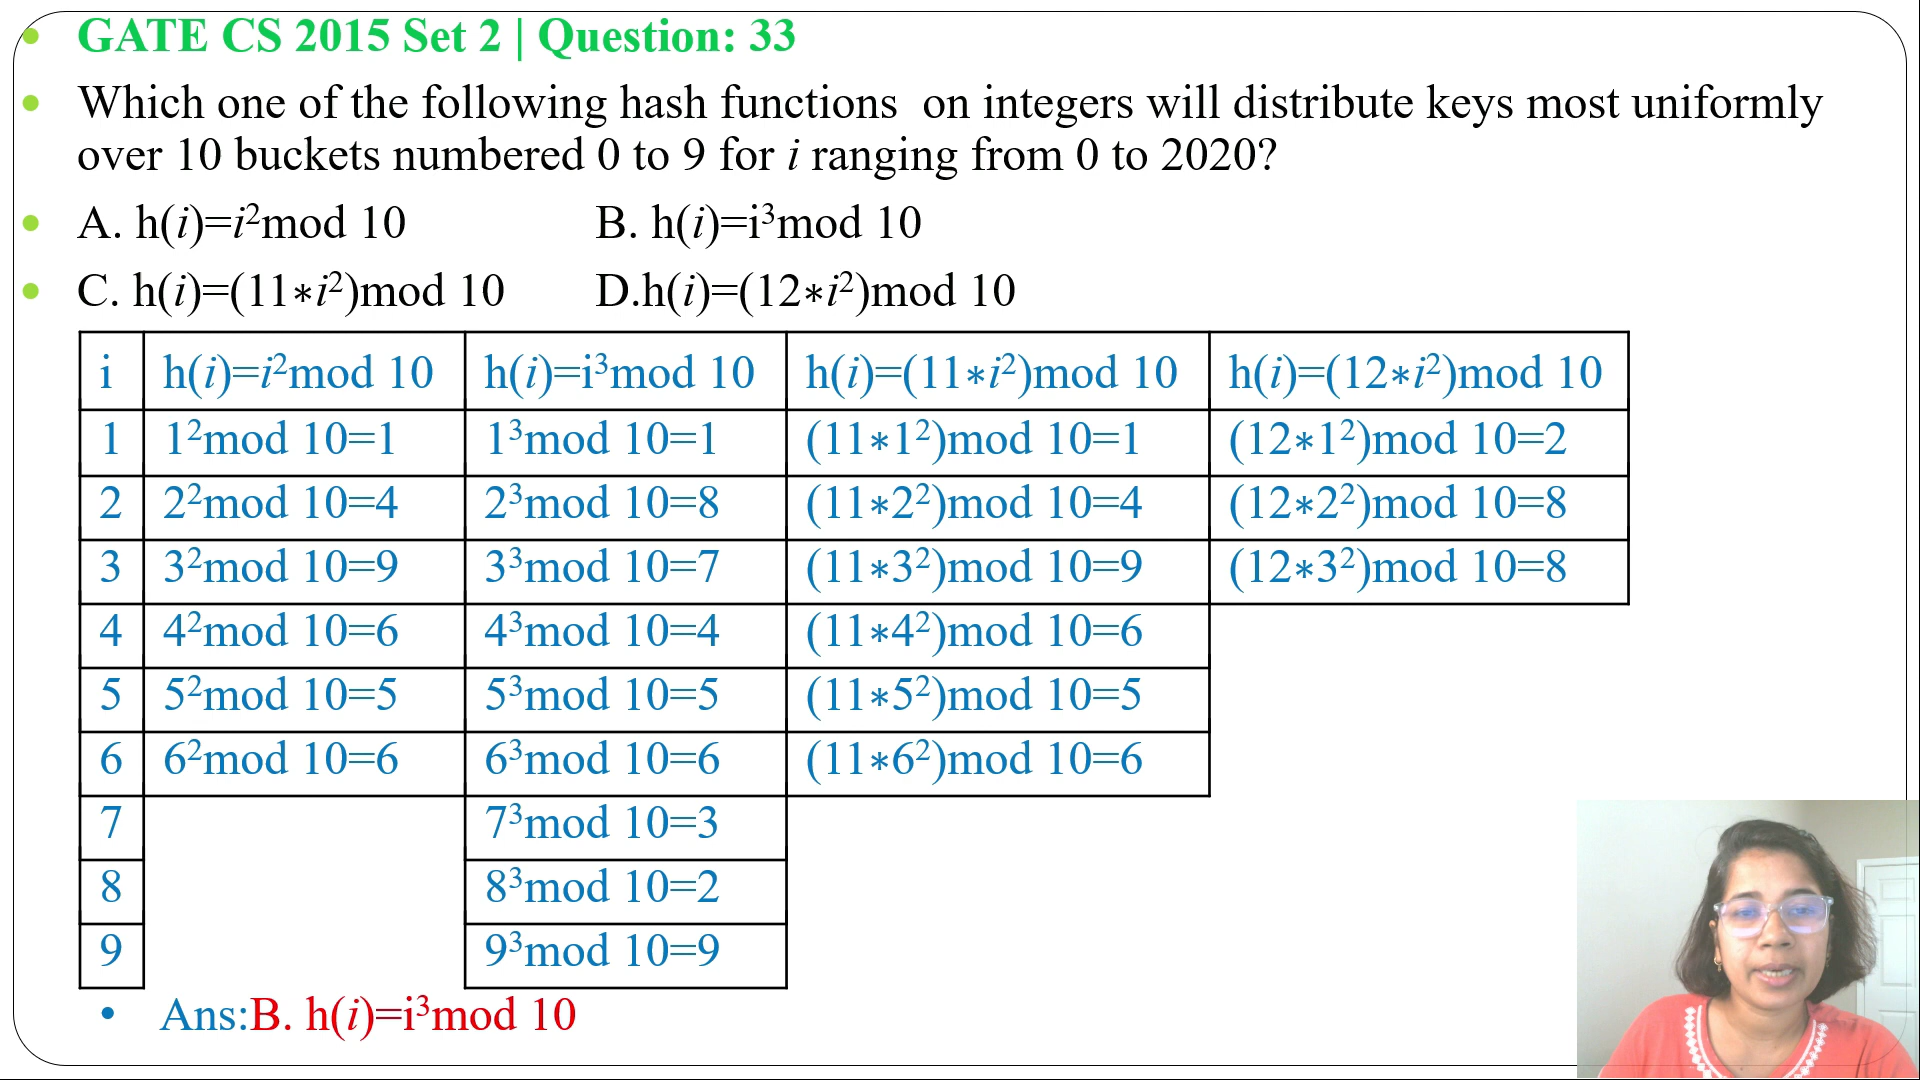 GATE CS 2015 Set 2 | Question: 33
Which one of the following hash functions on integers will distribute keys most uniformly
over 10 buckets numbered 0 to 9 for i ranging from 0 to 2020?
A. h(i)=i²mod 10 B. h(i)=i³mod 10
C. h(i)=(11∗i²)mod 10 D.h(i)=(12∗i²)mod 10
i h(i)=i²mod 10 h(i)=i³mod 10 h(i)=(11∗i²)mod 10 h(i)=(12∗i²)mod 10
1 1²mod 10=1 1³mod 10=1 (11∗1²)mod 10=1 (12∗1²)mod 10=2
2 2²mod 10=4 2³mod 10=8 (11∗2²)mod 10=4 (12∗2²)mod 10=8
3 3²mod 10=9 3³mod 10=7 (11∗3²)mod 10=9 (12∗3²)mod 10=8
4 4²mod 10=6 4³mod 10=4 (11∗4²)mod 10=6
5 5²mod 10=5 5³mod 10=5 (11∗5²)mod 10=5
6 6²mod 10=6 6³mod 10=6 (11∗6²)mod 10=6
7 7³mod 10=3
8 8³mod 10=2
9 9³mod 10=9
Ans:B. h(i)=i³mod 10